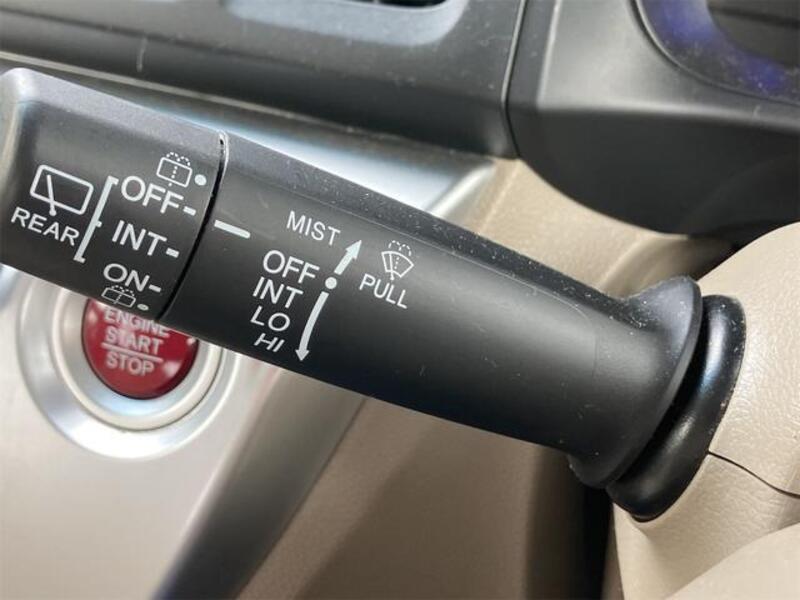 REAR
OFF
INT
ON
MIST
OFF
INT
LO
HI
PULL
ENGINE
START
STOP